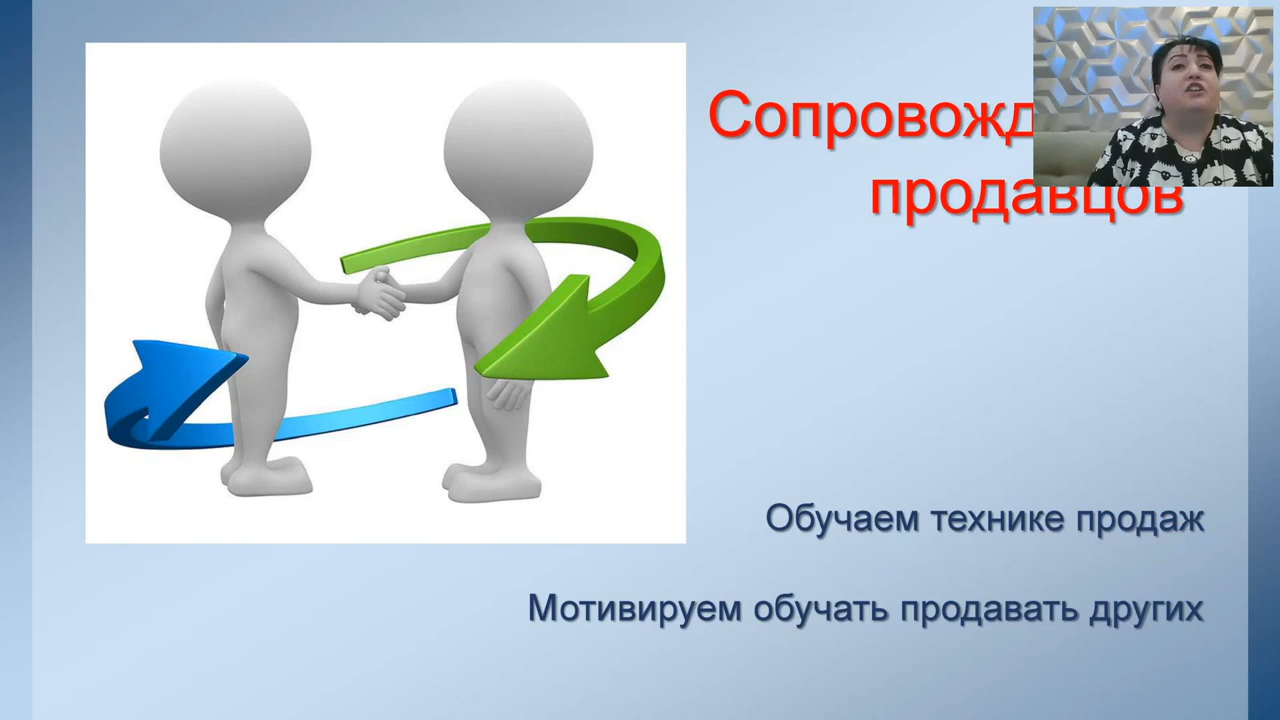 Сопровожд
продавцов
Обучаем технике продаж
Мотивируем обучать продавать других